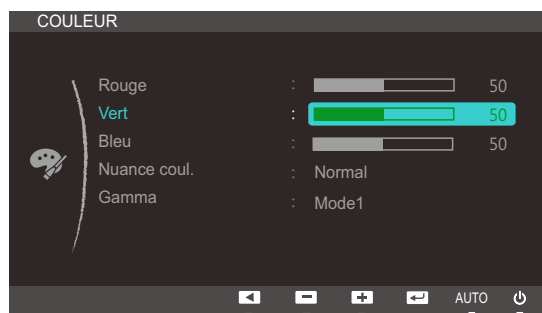 COULEUR
Rouge : 50
Vert : 50
Bleu : 50
Nuance coul. : Normal
Gamma : Mode1
AUTO